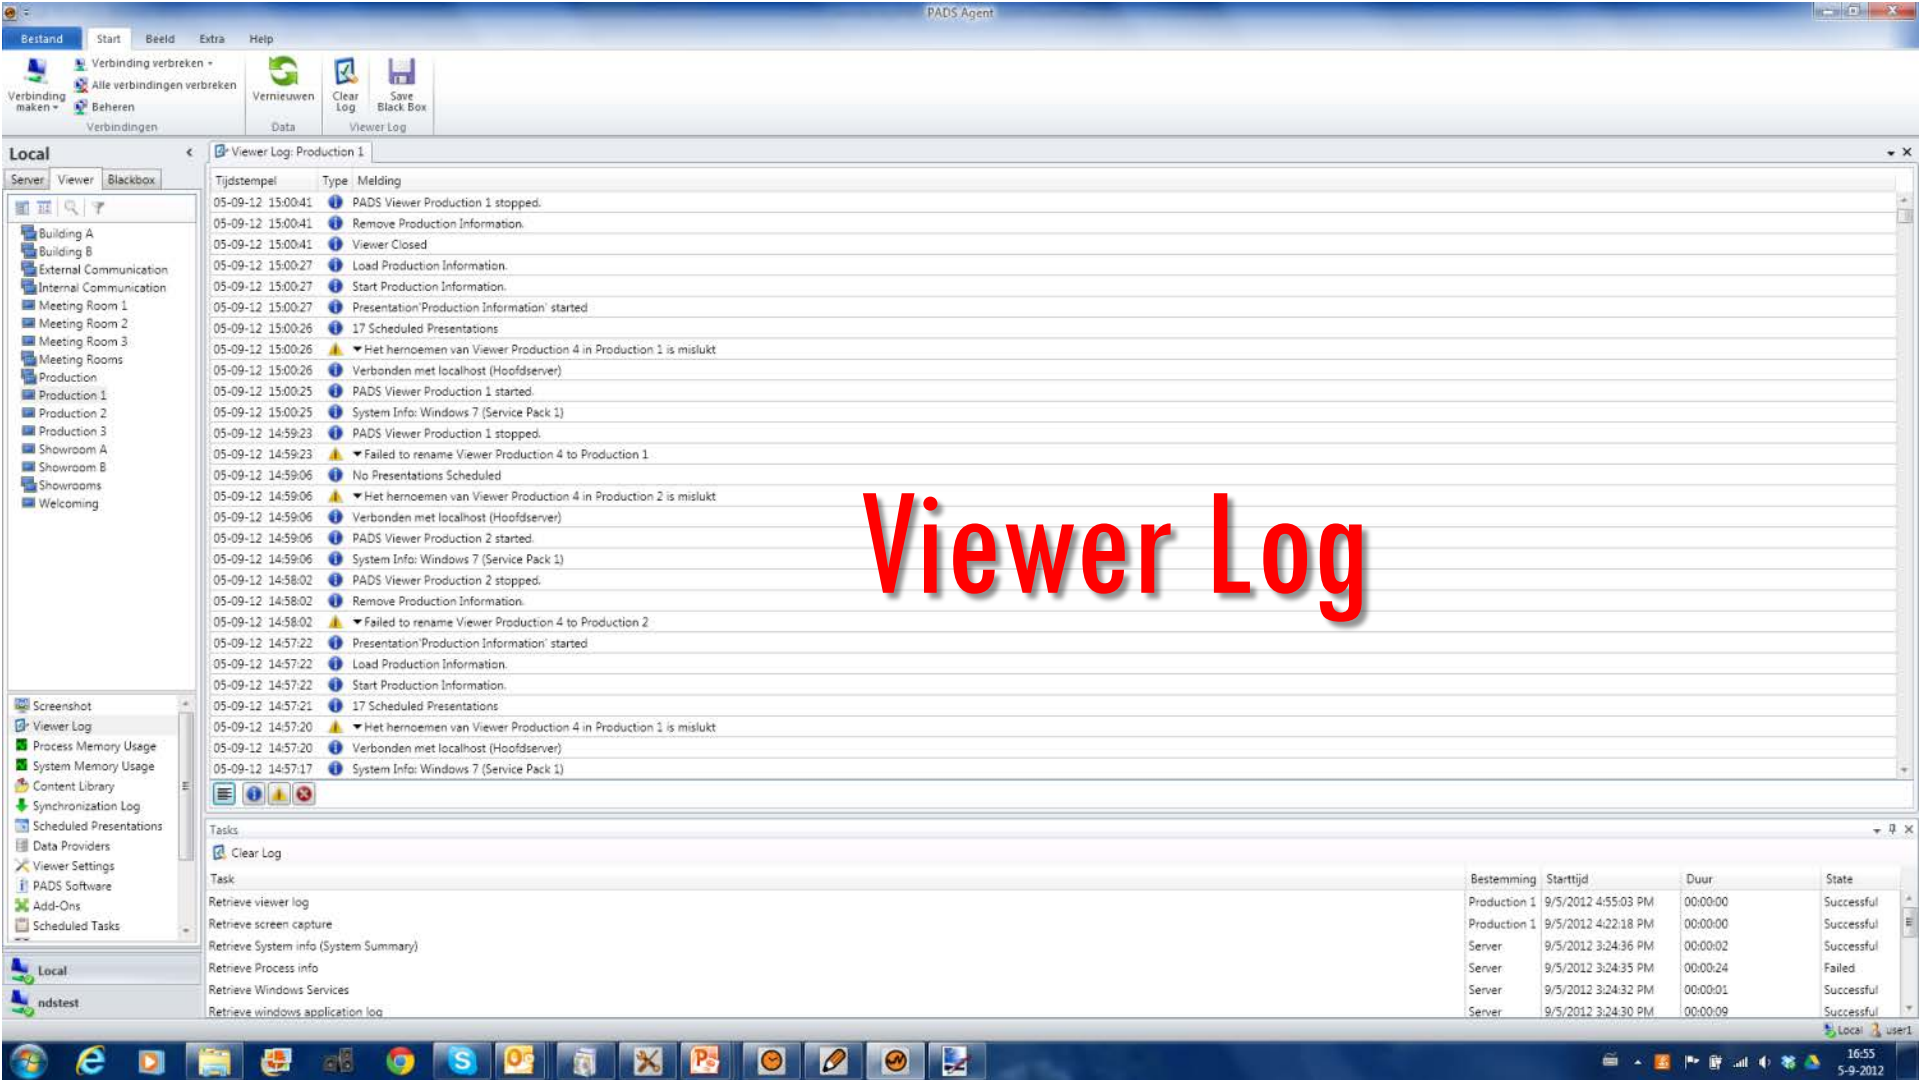 PADS Agent
Bestand Start Beeld Extra Help
Verbinding maken
Verbinding verbreken
Alle verbindingen verbreken
Beheren
Verbindingen
Vernieuwen
Data
Clear Log
Save Black Box
Viewer Log
Local
Server Viewer Blackbox
Building A
Building B
External Communication
Internal Communication
Meeting Room 1
Meeting Room 2
Meeting Room 3
Meeting Rooms
Production
Production 1
Production 2
Production 3
Showroom A
Showroom B
Showrooms
Welcoming
Screenshot
Viewer Log
Process Memory Usage
System Memory Usage
Content Library
Synchronization Log
Scheduled Presentations
Data Providers
Viewer Settings
PADS Software
Add-Ons
Scheduled Tasks
Local
ndstest
Viewer Log: Production 1
Tijdstempel Type Melding
05-09-12 15:00:41 PADS Viewer Production 1 stopped.
05-09-12 15:00:41 Remove Production Information.
05-09-12 15:00:41 Viewer Closed
05-09-12 15:00:27 Load Production Information.
05-09-12 15:00:27 Start Production Information.
05-09-12 15:00:27 Presentation'Production Information' started
05-09-12 15:00:26 17 Scheduled Presentations
05-09-12 15:00:26 Het hernoemen van Viewer Production 4 in Production 1 is mislukt
05-09-12 15:00:26 Verbonden met localhost (Hoofdserver)
05-09-12 15:00:25 PADS Viewer Production 1 started.
05-09-12 15:00:25 System Info: Windows 7 (Service Pack 1)
05-09-12 14:59:23 PADS Viewer Production 1 stopped.
05-09-12 14:59:23 Failed to rename Viewer Production 4 to Production 1
05-09-12 14:59:06 No Presentations Scheduled
05-09-12 14:59:06 Het hernoemen van Viewer Production 4 in Production 2 is mislukt
05-09-12 14:59:06 Verbonden met localhost (Hoofdserver)
05-09-12 14:59:06 PADS Viewer Production 2 started.
05-09-12 14:59:06 System Info: Windows 7 (Service Pack 1)
05-09-12 14:58:02 PADS Viewer Production 2 stopped.
05-09-12 14:58:02 Remove Production Information.
05-09-12 14:58:02 Failed to rename Viewer Production 4 to Production 2
05-09-12 14:57:22 Presentation'Production Information' started
05-09-12 14:57:22 Load Production Information.
05-09-12 14:57:22 Start Production Information.
05-09-12 14:57:21 17 Scheduled Presentations
05-09-12 14:57:20 Het hernoemen van Viewer Production 4 in Production 1 is mislukt
05-09-12 14:57:20 Verbonden met localhost (Hoofdserver)
05-09-12 14:57:17 System Info: Windows 7 (Service Pack 1)
Viewer Log
Tasks
Clear Log
Task Bestemming Starttijd Duur State
Retrieve viewer log Production 1 9/5/2012 4:55:03 PM 00:00:00 Successful
Retrieve screen capture Production 1 9/5/2012 4:22:18 PM 00:00:00 Successful
Retrieve System info (System Summary) Server 9/5/2012 3:24:36 PM 00:00:02 Successful
Retrieve Process info Server 9/5/2012 3:24:35 PM 00:00:24 Failed
Retrieve Windows Services Server 9/5/2012 3:24:32 PM 00:00:01 Successful
Retrieve windows application log Server 9/5/2012 3:24:30 PM 00:00:09 Successful
Local user1
16:55
5-9-2012